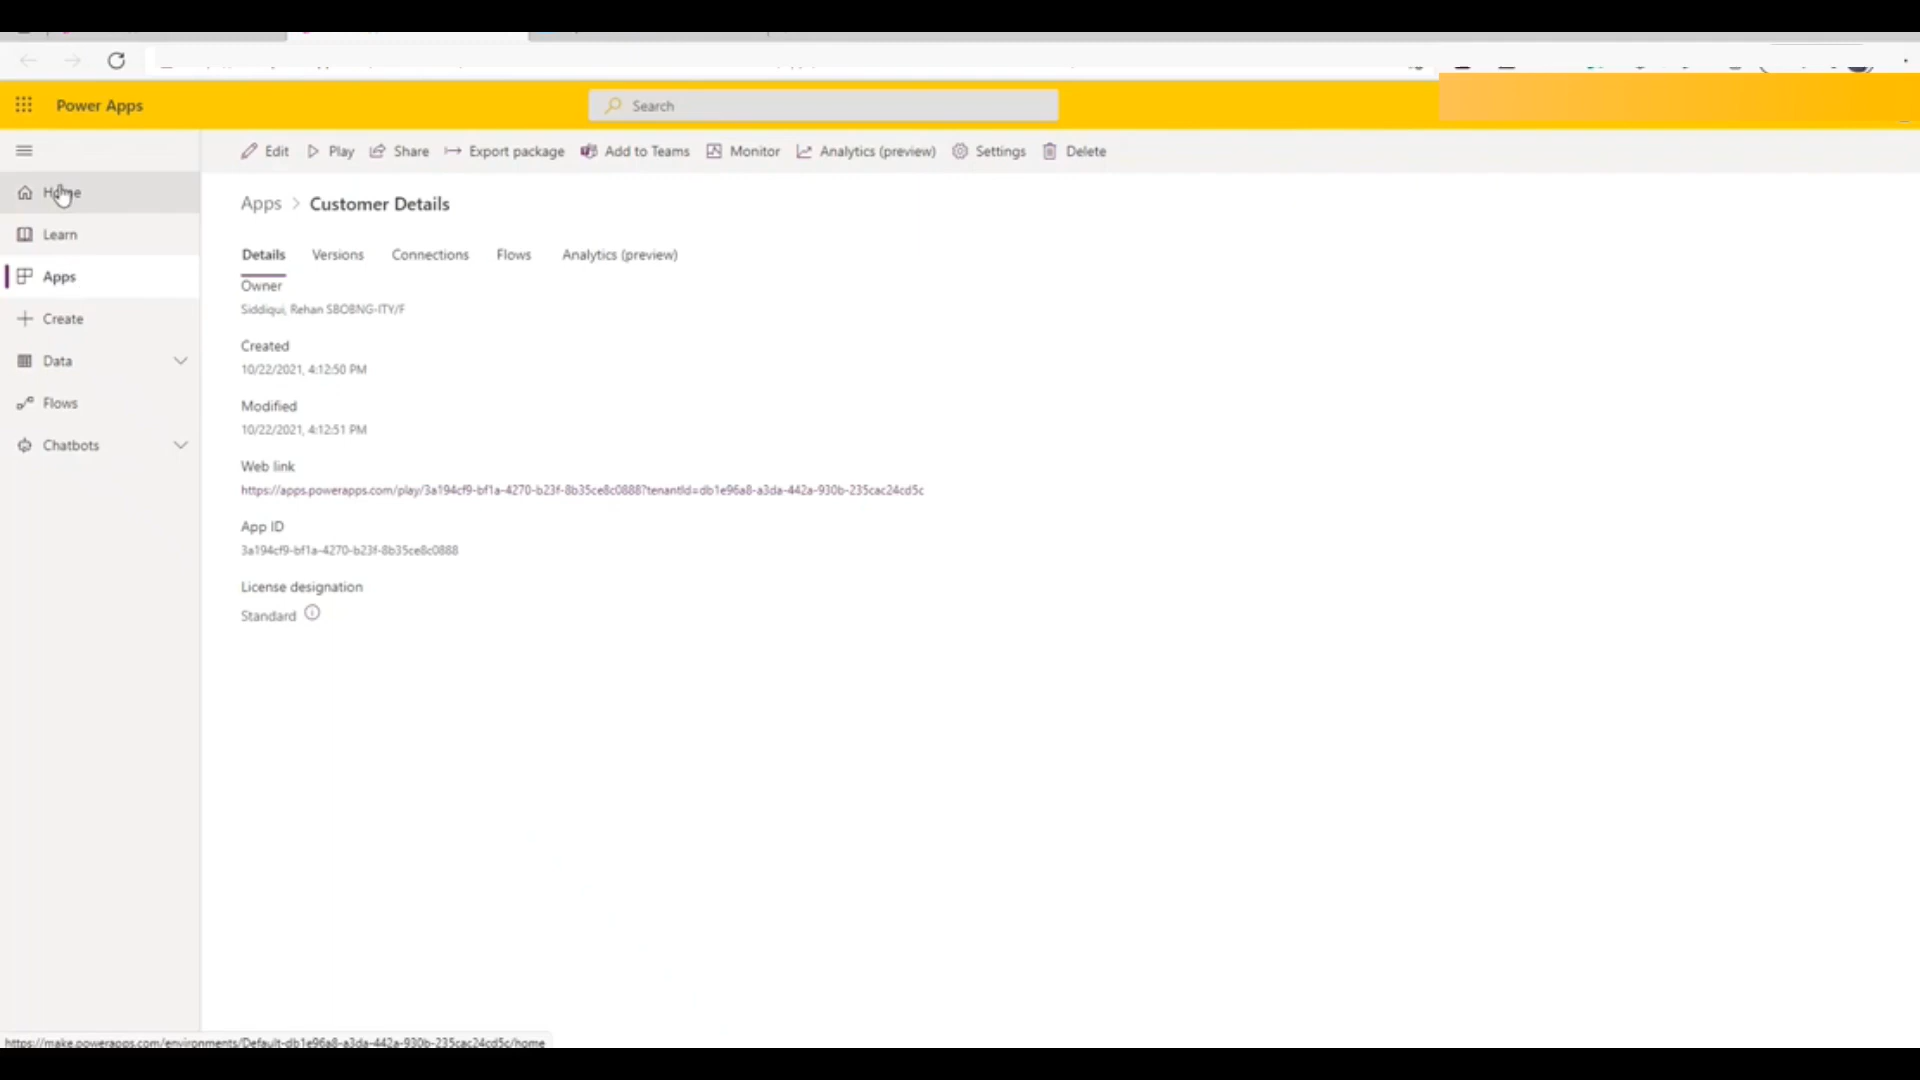 Power Apps
Search
Edit Play Share Export package Add to Teams Monitor Analytics (preview) Settings Delete
Home
Learn
Apps
Create
Data
Flows
Chatbots
Apps > Customer Details
Details Versions Connections Flows Analytics (preview)
Owner
Siddiqui, Rehan SBOBNG-ITY/F
Created
10/22/2021, 4:12:50 PM
Modified
10/22/2021, 4:12:51 PM
Web link
https://apps.powerapps.com/play/3a194cf9-bf1a-4270-b23f-8b35ce8c0888?tenantId=db1e96a8-a3da-442a-930b-235cac24cd5c
App ID
3a194cf9-bf1a-4270-b23f-8b35ce8c0888
License designation
Standard
https://make.powerapps.com/environments/Default-db1e96a8-a3da-442a-930b-235cac24cd5c/home